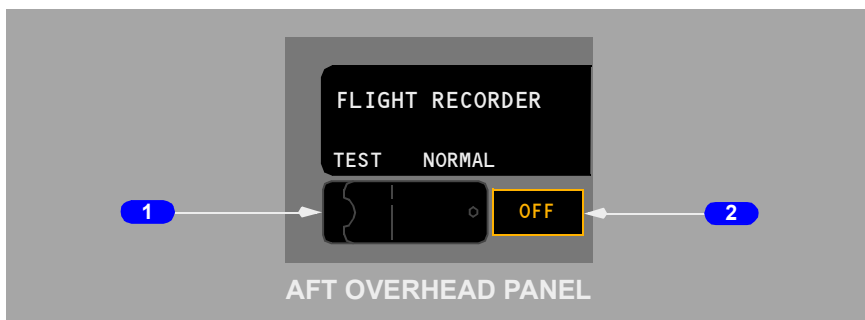 FLIGHT RECORDER
TEST NORMAL
1 OFF 2
AFT OVERHEAD PANEL